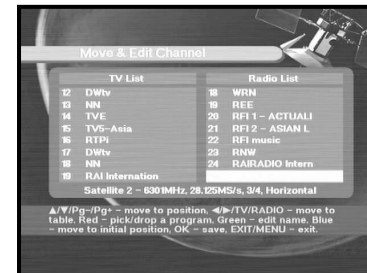 Move & Edit Channel
TV List
12 DWtv
13 NN
14 TVE
15 TV5-Asia
16 RTPi
17 DWtv
18 NN
19 RAI Internation
Radio List
18 WRN
19 REE
20 RFI 1 - ACTUALI
21 RFI 2 - ASIAN L
22 RFI music
23 RNW
24 RAIRADIO Intern
Satellite 2 - 6301MHz, 28.125MS/s, 3/4, Horizontal
▲/▼/Pg-/Pg+ - move to position, ◀/▶/TV/RADIO - move to
table. Red - pick/drop a program, Green - edit name. Blue
- move to initial position, OK - save, EXIT/MENU - exit.